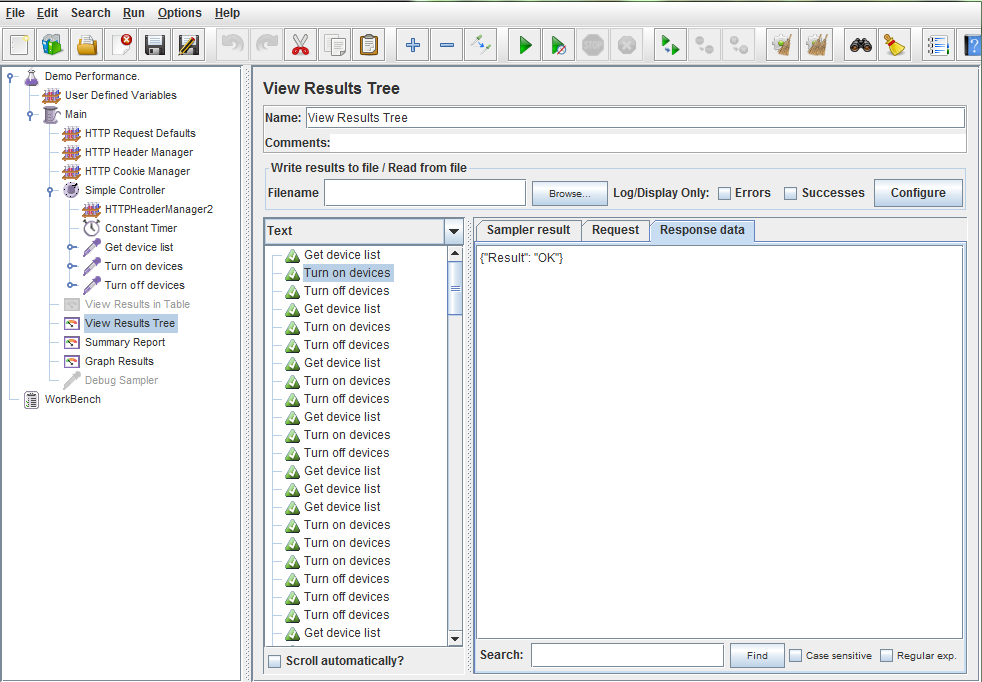 File Edit Search Run Options Help
STOP
?
Demo Performance.
User Defined Variables
Main
HTTP Request Defaults
HTTP Header Manager
HTTP Cookie Manager
Simple Controller
HTTPHeaderManager2
Constant Timer
Get device list
Turn on devices
Turn off devices
View Results in Table
View Results Tree
Summary Report
Graph Results
Debug Sampler
WorkBench
View Results Tree
Name: View Results Tree
Comments:
Write results to file / Read from file
Filename Browse... Log/Display Only: Errors Successes Configure
Text
Get device list
Turn on devices
Turn off devices
Get device list
Turn on devices
Turn off devices
Get device list
Turn on devices
Turn off devices
Get device list
Turn on devices
Turn off devices
Get device list
Get device list
Get device list
Turn on devices
Turn on devices
Turn on devices
Turn off devices
Turn off devices
Turn off devices
Get device list
Scroll automatically?
Sampler result Request Response data
{"Result": "OK"}
Search: Find Case sensitive Regular exp.